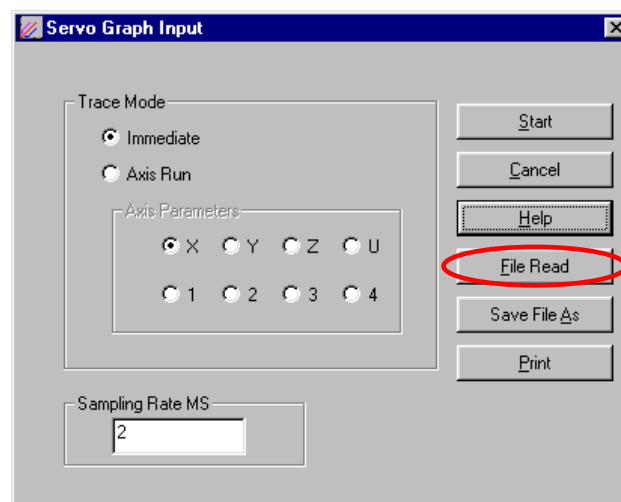 Servo Graph Input
Trace Mode
Immediate
Axis Run
Axis Parameters
X Y Z U
1 2 3 4
Sampling Rate MS
2
Start
Cancel
Help
File Read
Save File As
Print